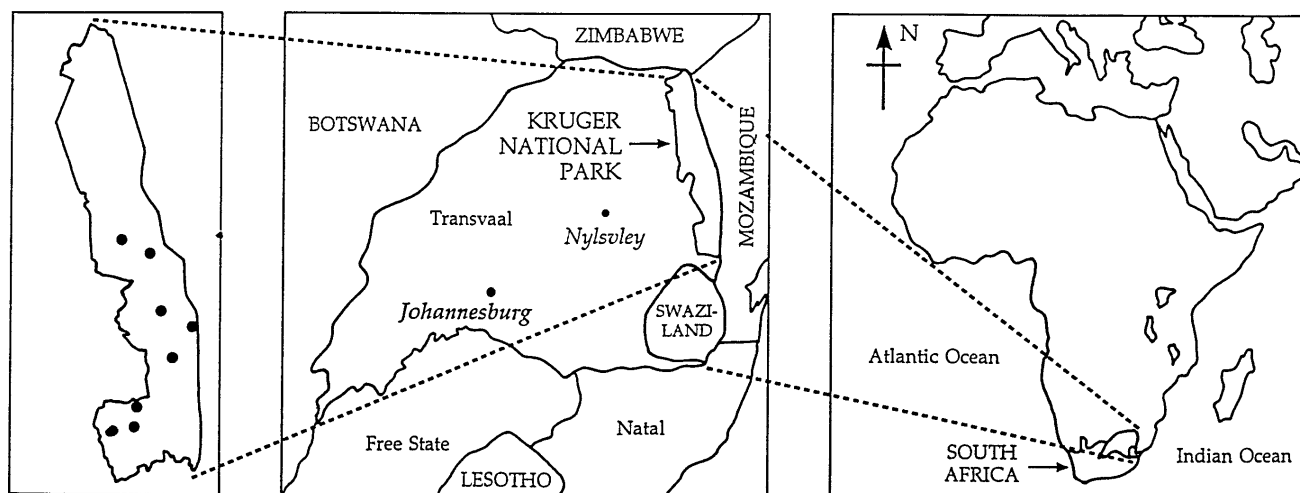 ZIMBABWE
BOTSWANA
KRUGER
NATIONAL
PARK
MOZAMBIQUE
Transvaal
Nylsvley
Johannesburg
SWAZI-
LAND
Free State
Natal
LESOTHO
N
Atlantic Ocean
SOUTH
AFRICA
Indian Ocean